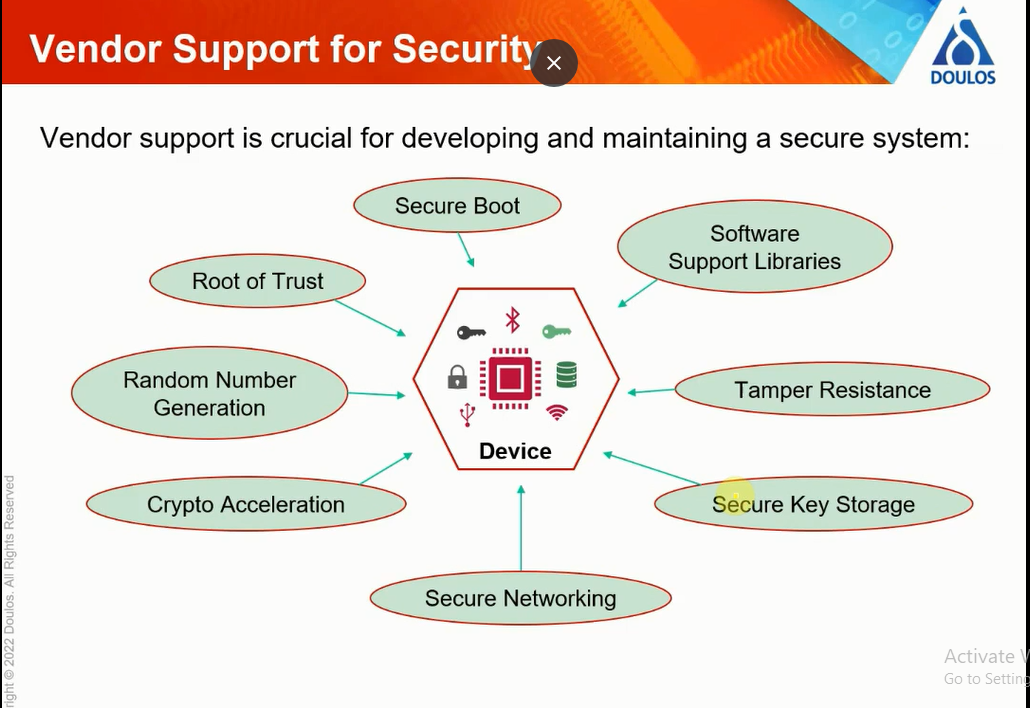 Vendor Support for Security
DOULOS
Vendor support is crucial for developing and maintaining a secure system:
Secure Boot
Software
Support Libraries
Root of Trust
Random Number
Generation
Tamper Resistance
Device
Crypto Acceleration
Secure Key Storage
Secure Networking
© 2022 Doulos. All Rights Reserved
Activate
Go to